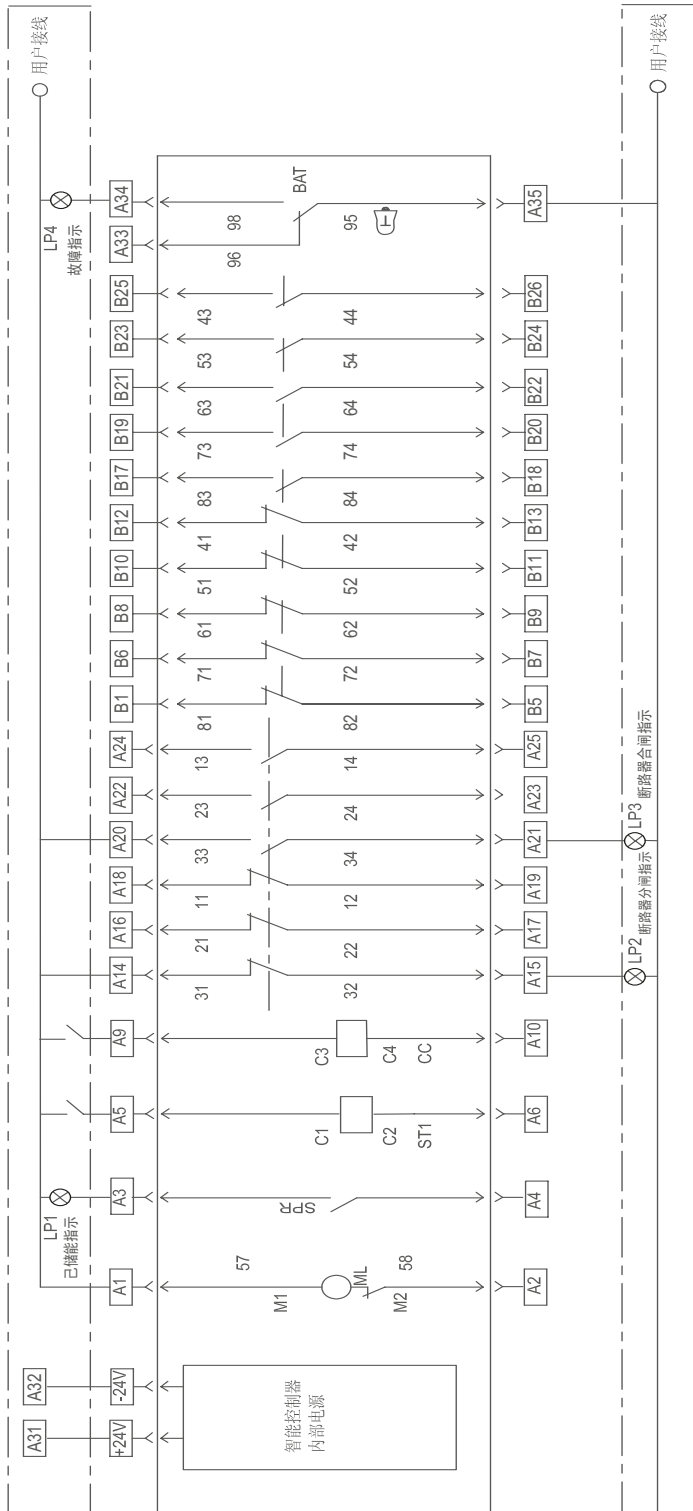 用户接线
用户接线
LP4
故障指示
A34
A33
B25
B23
B21
B19
B17
B12
B10
B8
B6
B1
A24
A22
A20
A18
A16
A14
A9
A5
A3
LP1
已储能指示
A1
A32
-24V
A31
+24V
BAT
98
96
95
43
44
53
54
63
64
73
74
83
84
41
42
51
52
61
62
71
72
81
82
13
14
23
24
33
34
11
12
21
22
31
32
C3
C4
CC
C1
C2
ST1
SPR
57
M1
ML
58
M2
智能控制器
内部电源
A35
B26
B24
B22
B20
B18
B13
B11
B9
B7
B5
A25
A23
A21
LP3 断路器合闸指示
A19
A17
A15
LP2 断路器分闸指示
A10
A6
A4
A2